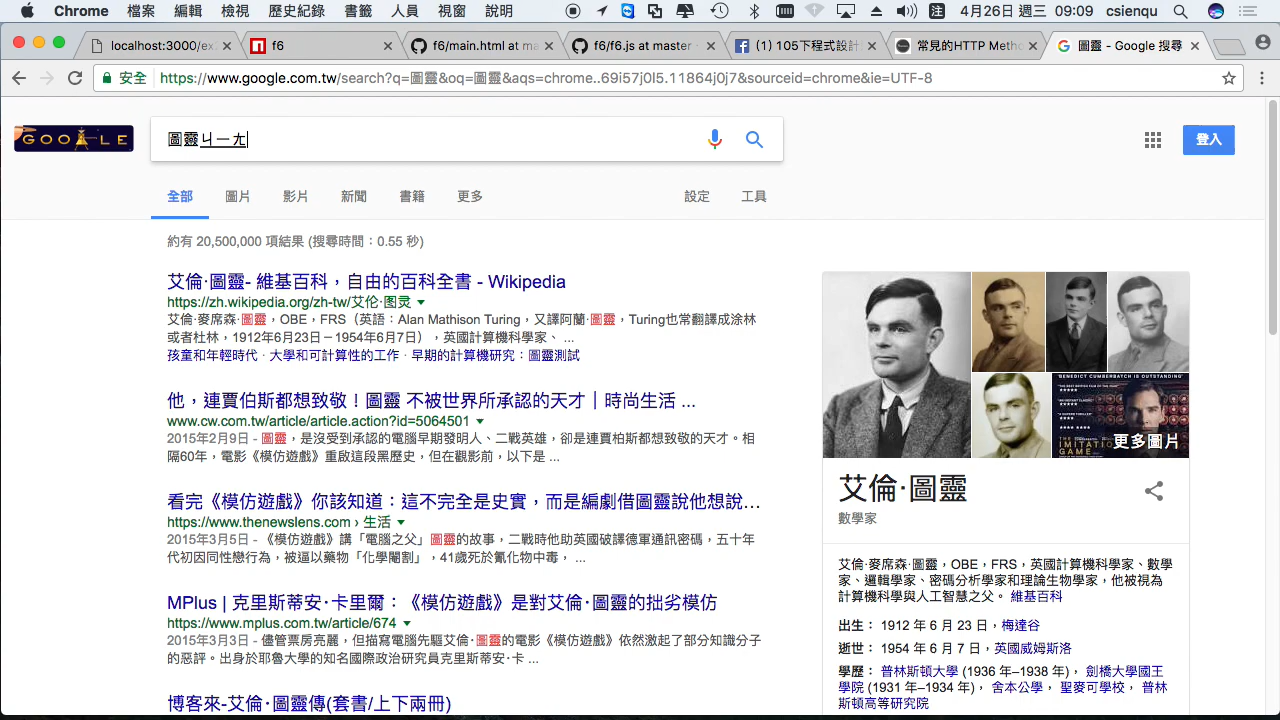 Chrome 檔案 編輯 檢視 歷史紀錄 書籤 人員 視窗 說明 注 4月26日 週三 09:09 csienqu
localhost:3000/ex f6 f6/main.html at ma f6/f6.js at master (1) 105下程式設計 常見的HTTP Metho 圖靈 - Google 搜尋
安全 https://www.google.com.tw/search?q=圖靈&oq=圖靈&aqs=chrome..69i57j0l5.11864j0j7&sourceid=chrome&ie=UTF-8
GOOGLE 圖靈ㄐㄧㄤ 登入
全部 圖片 影片 新聞 書籍 更多 設定 工具
約有 20,500,000 項結果 (搜尋時間：0.55 秒)
艾倫·圖靈- 維基百科，自由的百科全書 - Wikipedia
https://zh.wikipedia.org/zh-tw/艾伦·图灵
艾倫·麥席森·圖靈，OBE，FRS（英語：Alan Mathison Turing，又譯阿蘭·圖靈，Turing也常翻譯成涂林
或者杜林，1912年6月23日－1954年6月7日），英國計算機科學家、 ...
孩童和年輕時代 · 大學和可計算性的工作 · 早期的計算機研究：圖靈測試
他，連賈伯斯都想致敬！圖靈 不被世界所承認的天才｜時尚生活 ...
www.cw.com.tw/article/article.action?id=5064501
2015年2月9日 - 圖靈，是沒受到承認的電腦早期發明人、二戰英雄，卻是連賈伯斯都想致敬的天才。相
隔60年，電影《模仿遊戲》重啟這段黑歷史，但在觀影前，以下是 ...
看完《模仿遊戲》你該知道：這不完全是史實，而是編劇借圖靈說他想說...
https://www.thenewslens.com › 生活
2015年3月5日 - 《模仿遊戲》講「電腦之父」圖靈的故事，二戰時他助英國破譯德軍通訊密碼，五十年
代初因同性戀行為，被逼以藥物「化學閹割」，41歲死於氰化物中毒， ...
MPlus | 克里斯蒂安·卡里爾：《模仿遊戲》是對艾倫·圖靈的拙劣模仿
https://www.mplus.com.tw/article/674
2015年3月3日 - 儘管票房亮麗，但描寫電腦先驅艾倫·圖靈的電影《模仿遊戲》依然激起了部分知識分子
的惡評。出身於耶魯大學的知名國際政治研究員克里斯蒂安·卡 ...
博客來-艾倫·圖靈傳(套書/上下兩冊)
"BENEDICT CUMBERBATCH IS OUTSTANDING"
THE IMITATION GAME
更多圖片
艾倫·圖靈
數學家
艾倫·麥席森·圖靈，OBE，FRS，英國計算機科學家、數學
家、邏輯學家、密碼分析學家和理論生物學家，他被視為
計算機科學與人工智慧之父。 維基百科
出生： 1912 年 6 月 23 日，梅達谷
逝世： 1954 年 6 月 7 日，英國威姆斯洛
學歷： 普林斯頓大學 (1936 年–1938 年)， 劍橋大學國王
學院 (1931 年–1934 年)， 舍本公學， 聖麥可學校， 普林
斯頓高等研究院